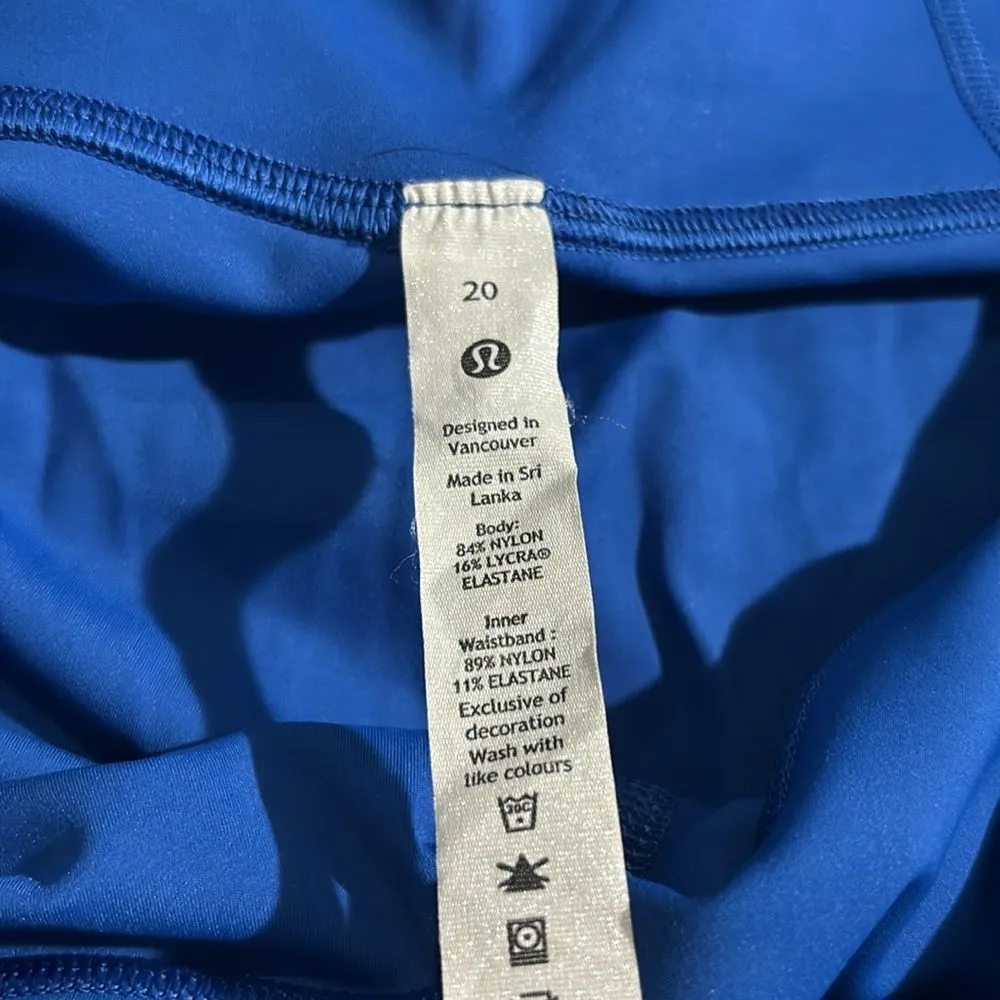 20
Designed in
Vancouver
Made in Sri
Lanka
Body:
84% NYLON
16% LYCRA®
ELASTANE
Inner
Waistband :
89% NYLON
11% ELASTANE
Exclusive of
decoration
Wash with
like colours
30C